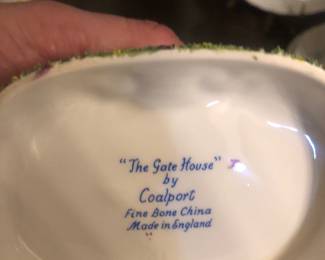 "The Gate House"
by
Coalport
Fine Bone China
Made in England